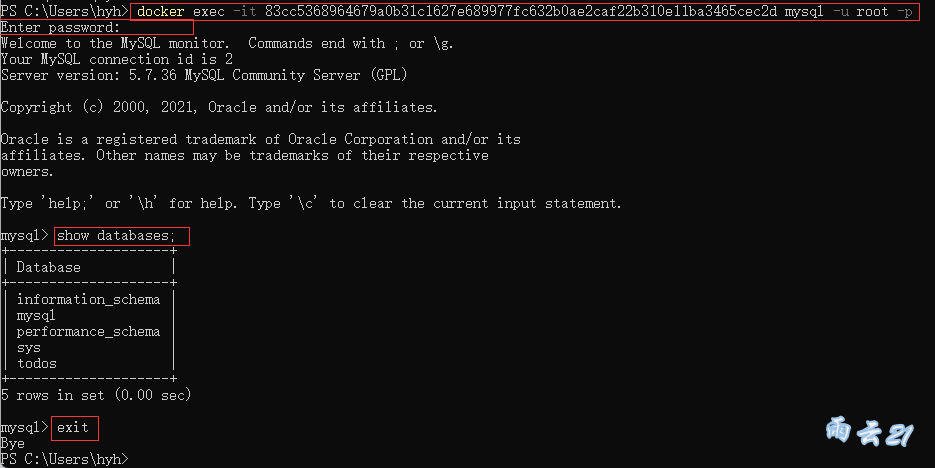 PS C:\Users\hyh> docker exec -it 83cc5368964679a0b31c1627e689977fc632b0ae2caf22b310e11ba3465cec2d mysql -u root -p
Enter password:
Welcome to the MySQL monitor.  Commands end with ; or \g.
Your MySQL connection id is 2
Server version: 5.7.36 MySQL Community Server (GPL)
Copyright (c) 2000, 2021, Oracle and/or its affiliates.
Oracle is a registered trademark of Oracle Corporation and/or its
affiliates. Other names may be trademarks of their respective
owners.
Type 'help;' or '\h' for help. Type '\c' to clear the current input statement.
mysql> show databases;
+--------------------+
| Database           |
+--------------------+
| information_schema |
| mysql              |
| performance_schema |
| sys                |
| todos              |
+--------------------+
5 rows in set (0.00 sec)
mysql> exit
Bye
PS C:\Users\hyh>
雨云21